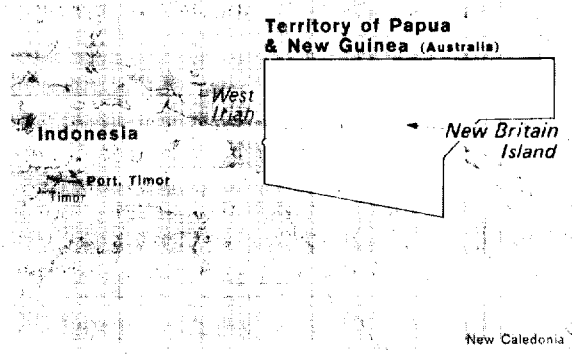 Territory of Papua
& New Guinea (Australia)
West
Irian
New Britain
Island
Indonesia
Port. Timor
Timor
New Caledonia